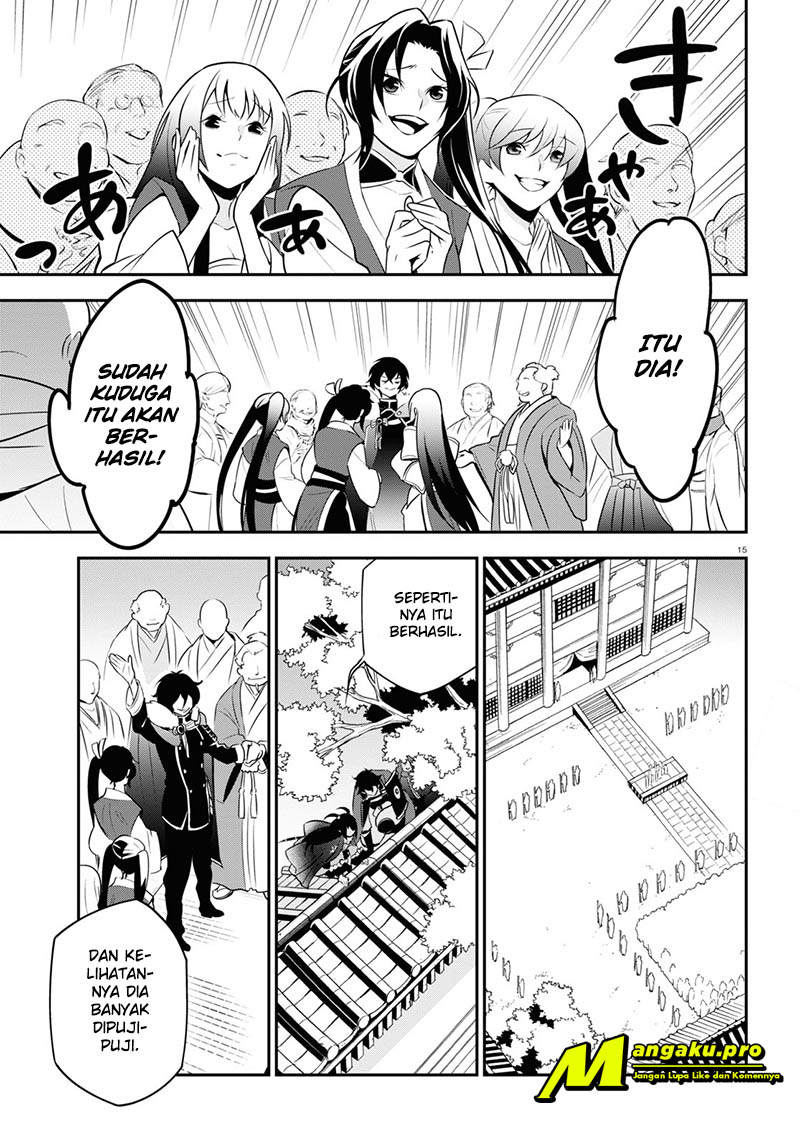 きゃあ
あぁっ
ITU
DIA!
SUDAH
KUDUGA
ITU AKAN
BER-
HASIL!
15
SEPERTI-
NYA ITU
BERHASIL.
DAN KE-
LIHATAN-
NYA DIA
BANYAK
DIPUJI-
PUJI.
Mangaku.pro
Jangan Lupa Like dan Komennya